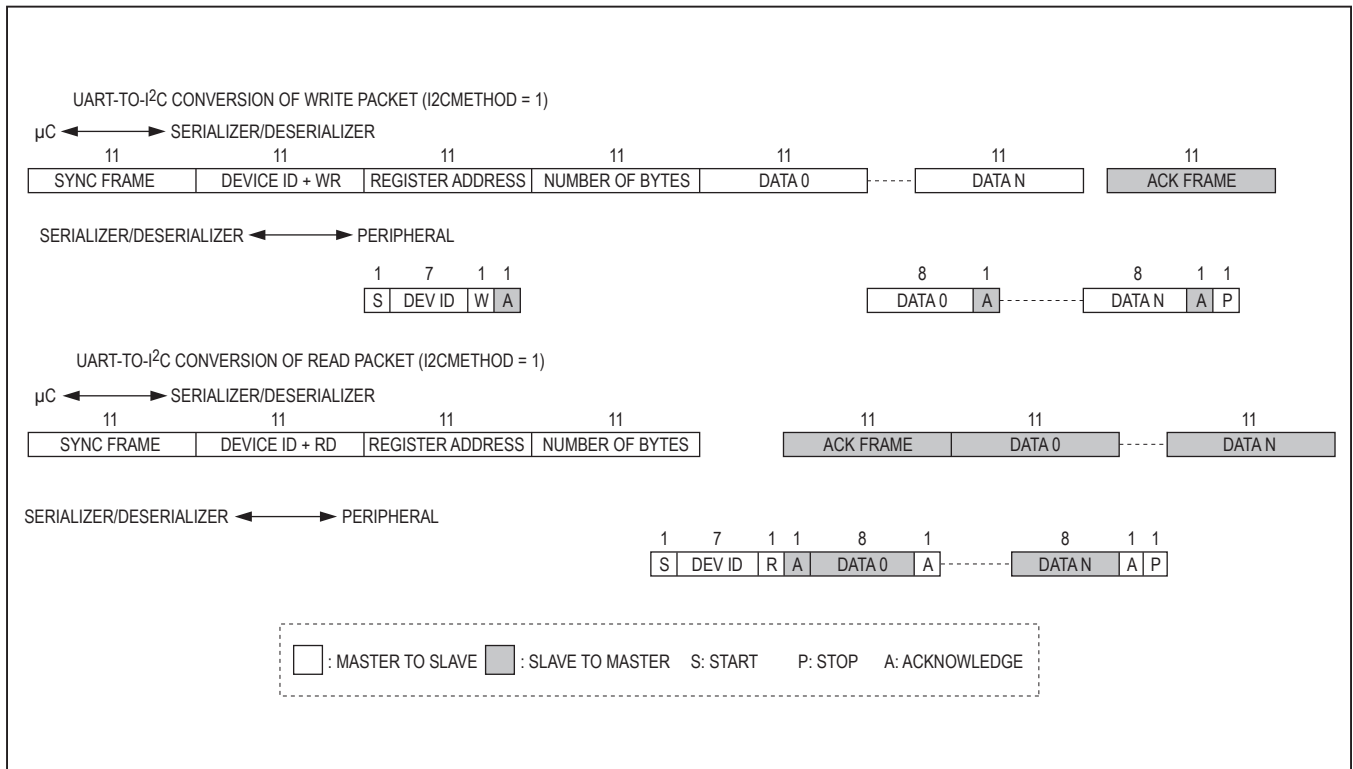 UART-TO-I2C CONVERSION OF WRITE PACKET (I2CMETHOD = 1)
µC SERIALIZER/DESERIALIZER
11 11 11 11 11 11 11
SYNC FRAME DEVICE ID + WR REGISTER ADDRESS NUMBER OF BYTES DATA 0 DATA N ACK FRAME
SERIALIZER/DESERIALIZER PERIPHERAL
1 7 1 1 8 1 8 1 1
S DEV ID W A DATA 0 A DATA N A P
UART-TO-I2C CONVERSION OF READ PACKET (I2CMETHOD = 1)
µC SERIALIZER/DESERIALIZER
11 11 11 11 11 11 11
SYNC FRAME DEVICE ID + RD REGISTER ADDRESS NUMBER OF BYTES ACK FRAME DATA 0 DATA N
SERIALIZER/DESERIALIZER PERIPHERAL
1 7 1 1 8 1 8 1 1
S DEV ID R A DATA 0 A DATA N A P
: MASTER TO SLAVE : SLAVE TO MASTER S: START P: STOP A: ACKNOWLEDGE